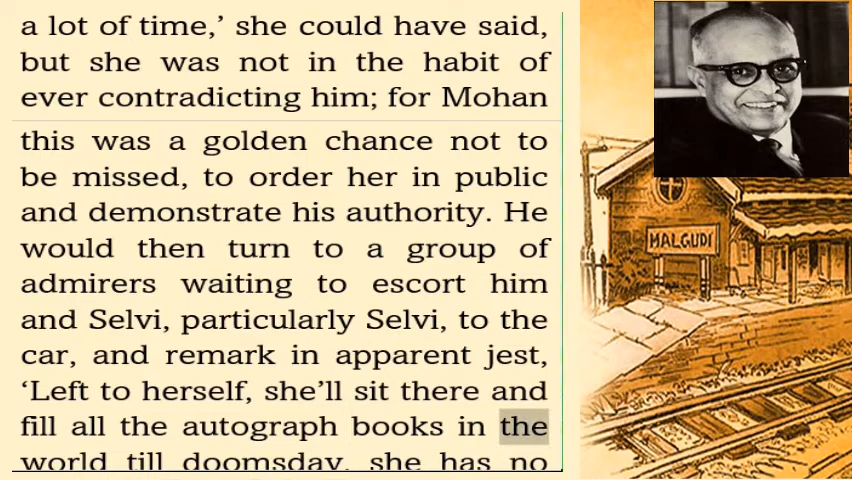 a lot of time,’ she could have said,
but she was not in the habit of
ever contradicting him; for Mohan
this was a golden chance not to
be missed, to order her in public
and demonstrate his authority. He
would then turn to a group of
admirers waiting to escort him
and Selvi, particularly Selvi, to the
car, and remark in apparent jest,
‘Left to herself, she’ll sit there and
fill all the autograph books in the
world till doomsday, she has no
MALGUDI